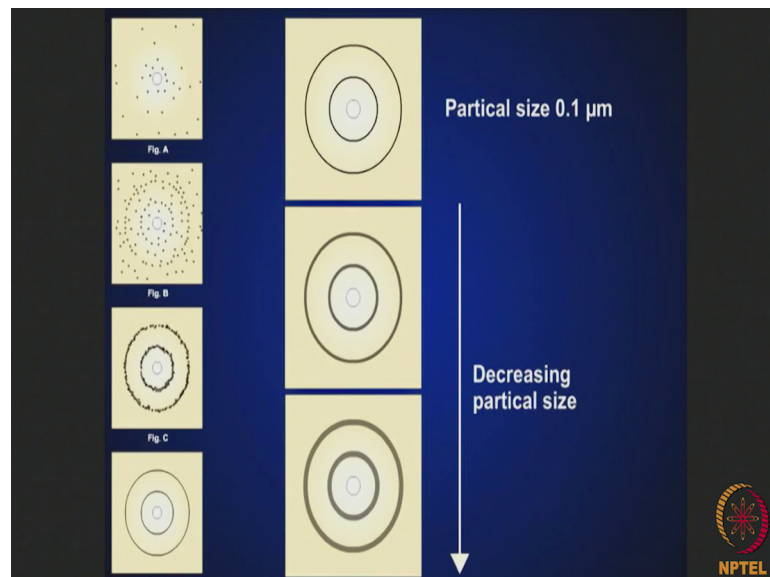 Fig. A
Fig. B
Fig. C
Partical size 0.1 µm
Decreasing
partical size
NPTEL